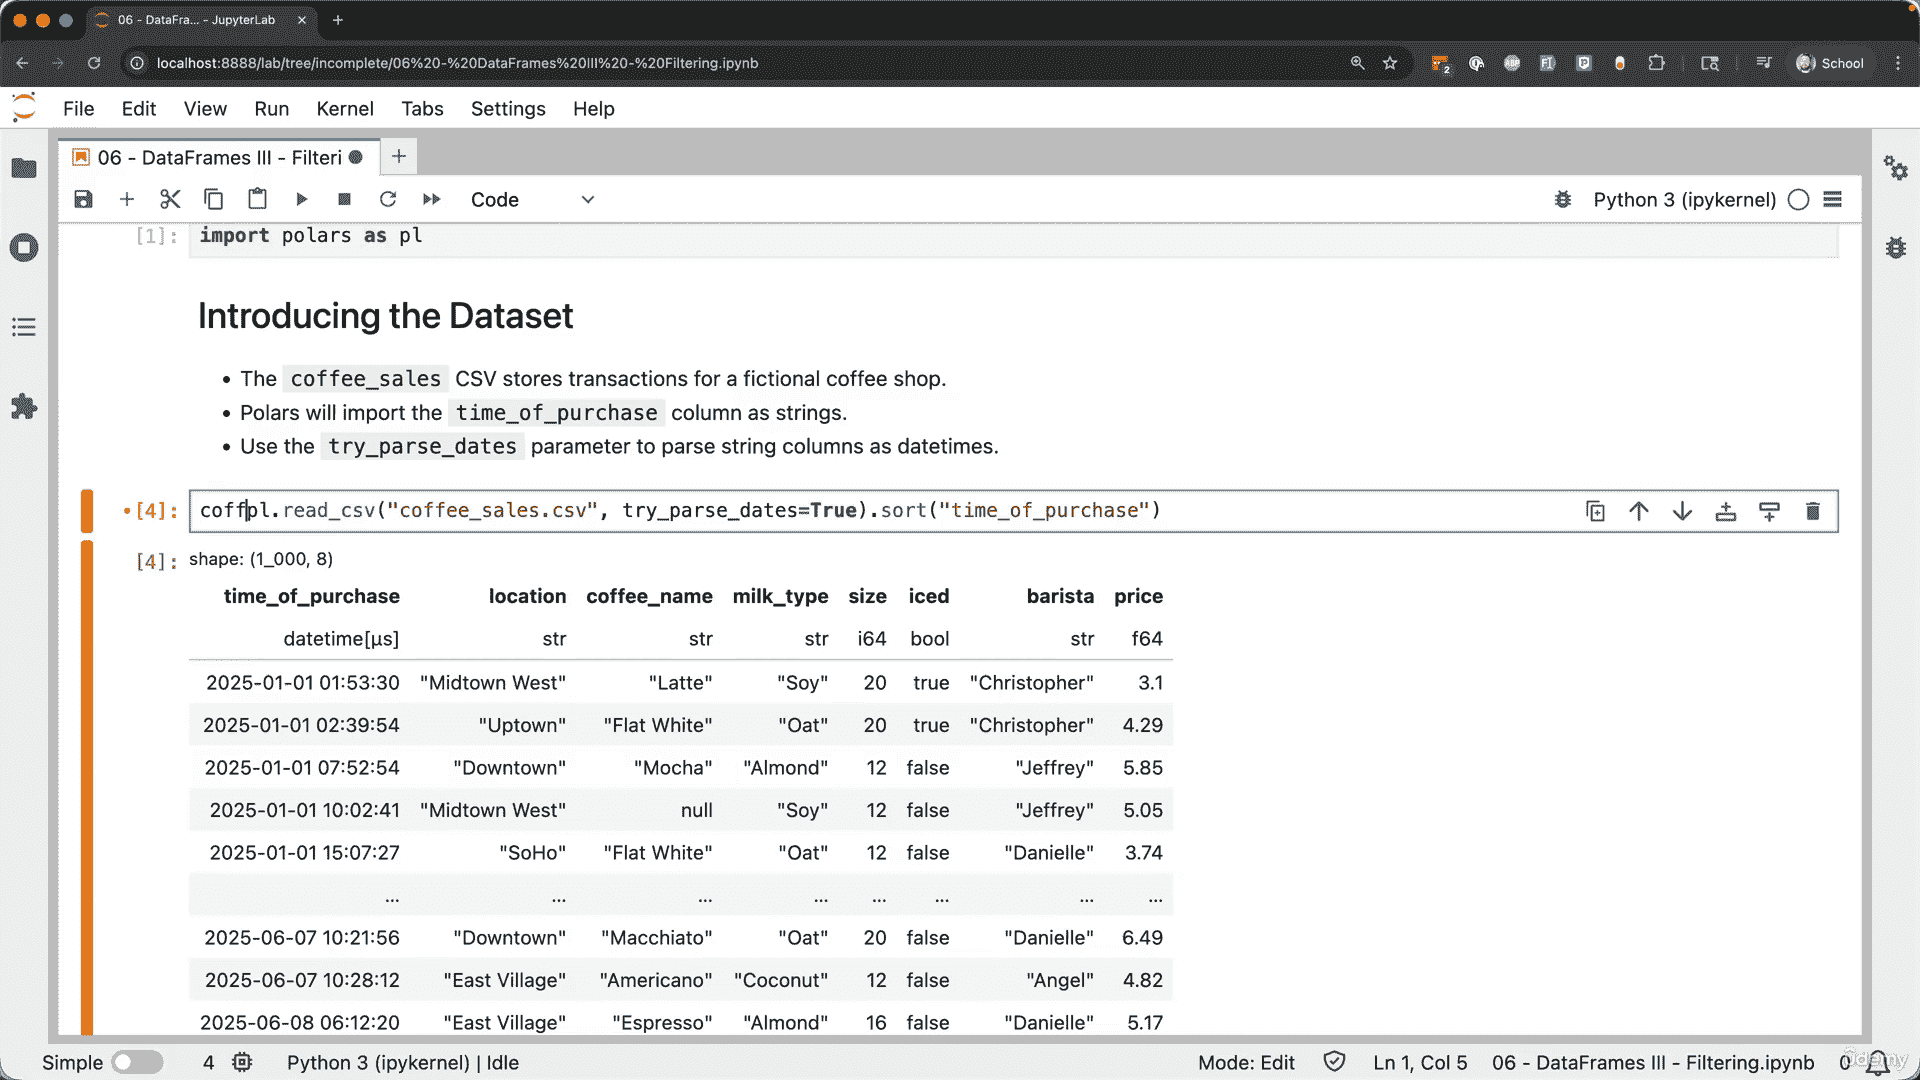 06 - DataFra... - JupyterLab
localhost:8888/lab/tree/incomplete/06%20-%20DataFrames%20III%20-%20Filtering.ipynb
2
ABP
School
File Edit View Run Kernel Tabs Settings Help
06 - DataFrames III - Filteri
Code
Python 3 (ipykernel)
[1]: import polars as pl
Introducing the Dataset
• The coffee_sales CSV stores transactions for a fictional coffee shop.
• Polars will import the time_of_purchase column as strings.
• Use the try_parse_dates parameter to parse string columns as datetimes.
[4]: coffpl.read_csv("coffee_sales.csv", try_parse_dates=True).sort("time_of_purchase")
[4]: shape: (1_000, 8)
time_of_purchase location coffee_name milk_type size iced barista price
datetime[μs] str str str i64 bool str f64
2025-01-01 01:53:30 "Midtown West" "Latte" "Soy" 20 true "Christopher" 3.1
2025-01-01 02:39:54 "Uptown" "Flat White" "Oat" 20 true "Christopher" 4.29
2025-01-01 07:52:54 "Downtown" "Mocha" "Almond" 12 false "Jeffrey" 5.85
2025-01-01 10:02:41 "Midtown West" null "Soy" 12 false "Jeffrey" 5.05
2025-01-01 15:07:27 "SoHo" "Flat White" "Oat" 12 false "Danielle" 3.74
... ... ... ... ... ... ... ...
2025-06-07 10:21:56 "Downtown" "Macchiato" "Oat" 20 false "Danielle" 6.49
2025-06-07 10:28:12 "East Village" "Americano" "Coconut" 12 false "Angel" 4.82
2025-06-08 06:12:20 "East Village" "Espresso" "Almond" 16 false "Danielle" 5.17
Simple 4 Python 3 (ipykernel) | Idle Mode: Edit Ln 1, Col 5 06 - DataFrames III - Filtering.ipynb 0
udemy